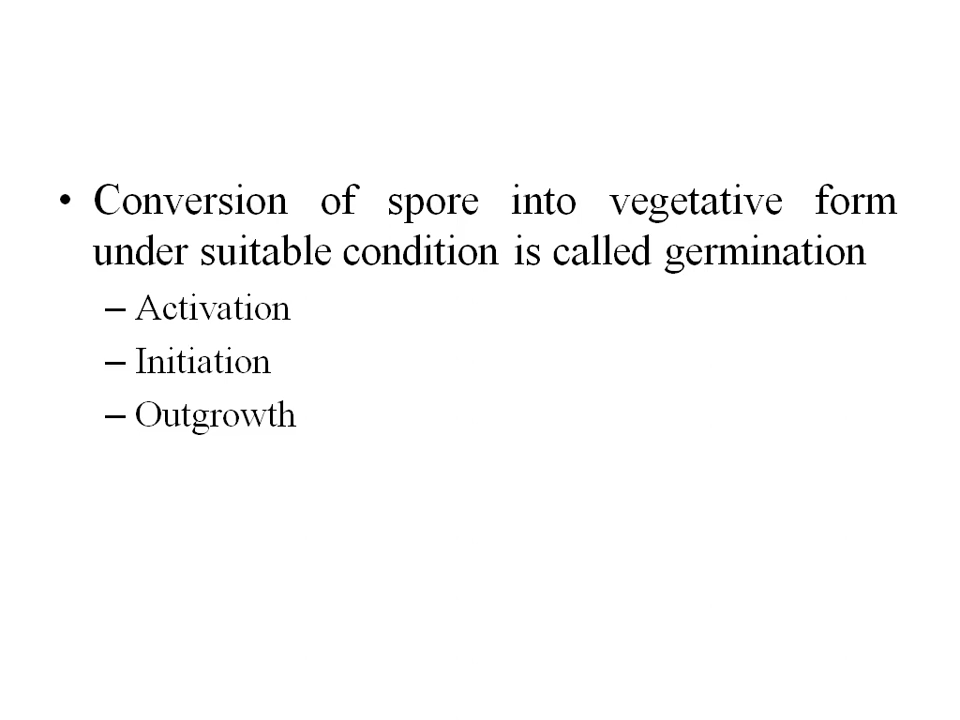 • Conversion of spore into vegetative form
under suitable condition is called germination
– Activation
– Initiation
– Outgrowth